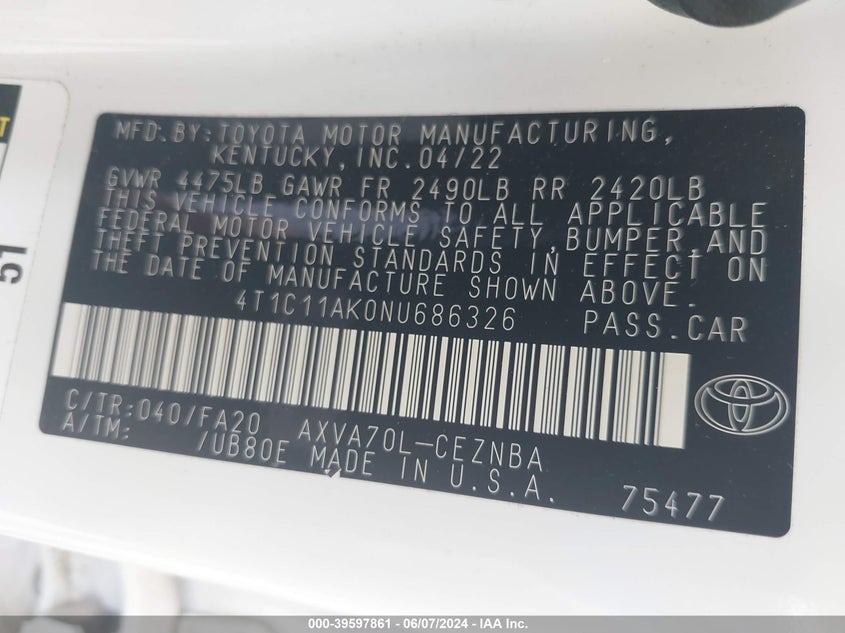 MFD. BY: TOYOTA MOTOR MANUFACTURING,
KENTUCKY, INC. 04/22
GVWR 4475LB GAWR FR 2490LB RR 2420LB
THIS VEHICLE CONFORMS TO ALL APPLICABLE
FEDERAL MOTOR VEHICLE SAFETY, BUMPER, AND
THEFT PREVENTION STANDARDS IN EFFECT ON
THE DATE OF MANUFACTURE SHOWN ABOVE.
4T1C11AK0NU686326 PASS. CAR
C/TR: 040/FA20 AXVA70L-CEZNBA
A/TM: /UB80E MADE IN U.S.A.
75477
51
000-39597861 - 06/07/2024 - IAA Inc.